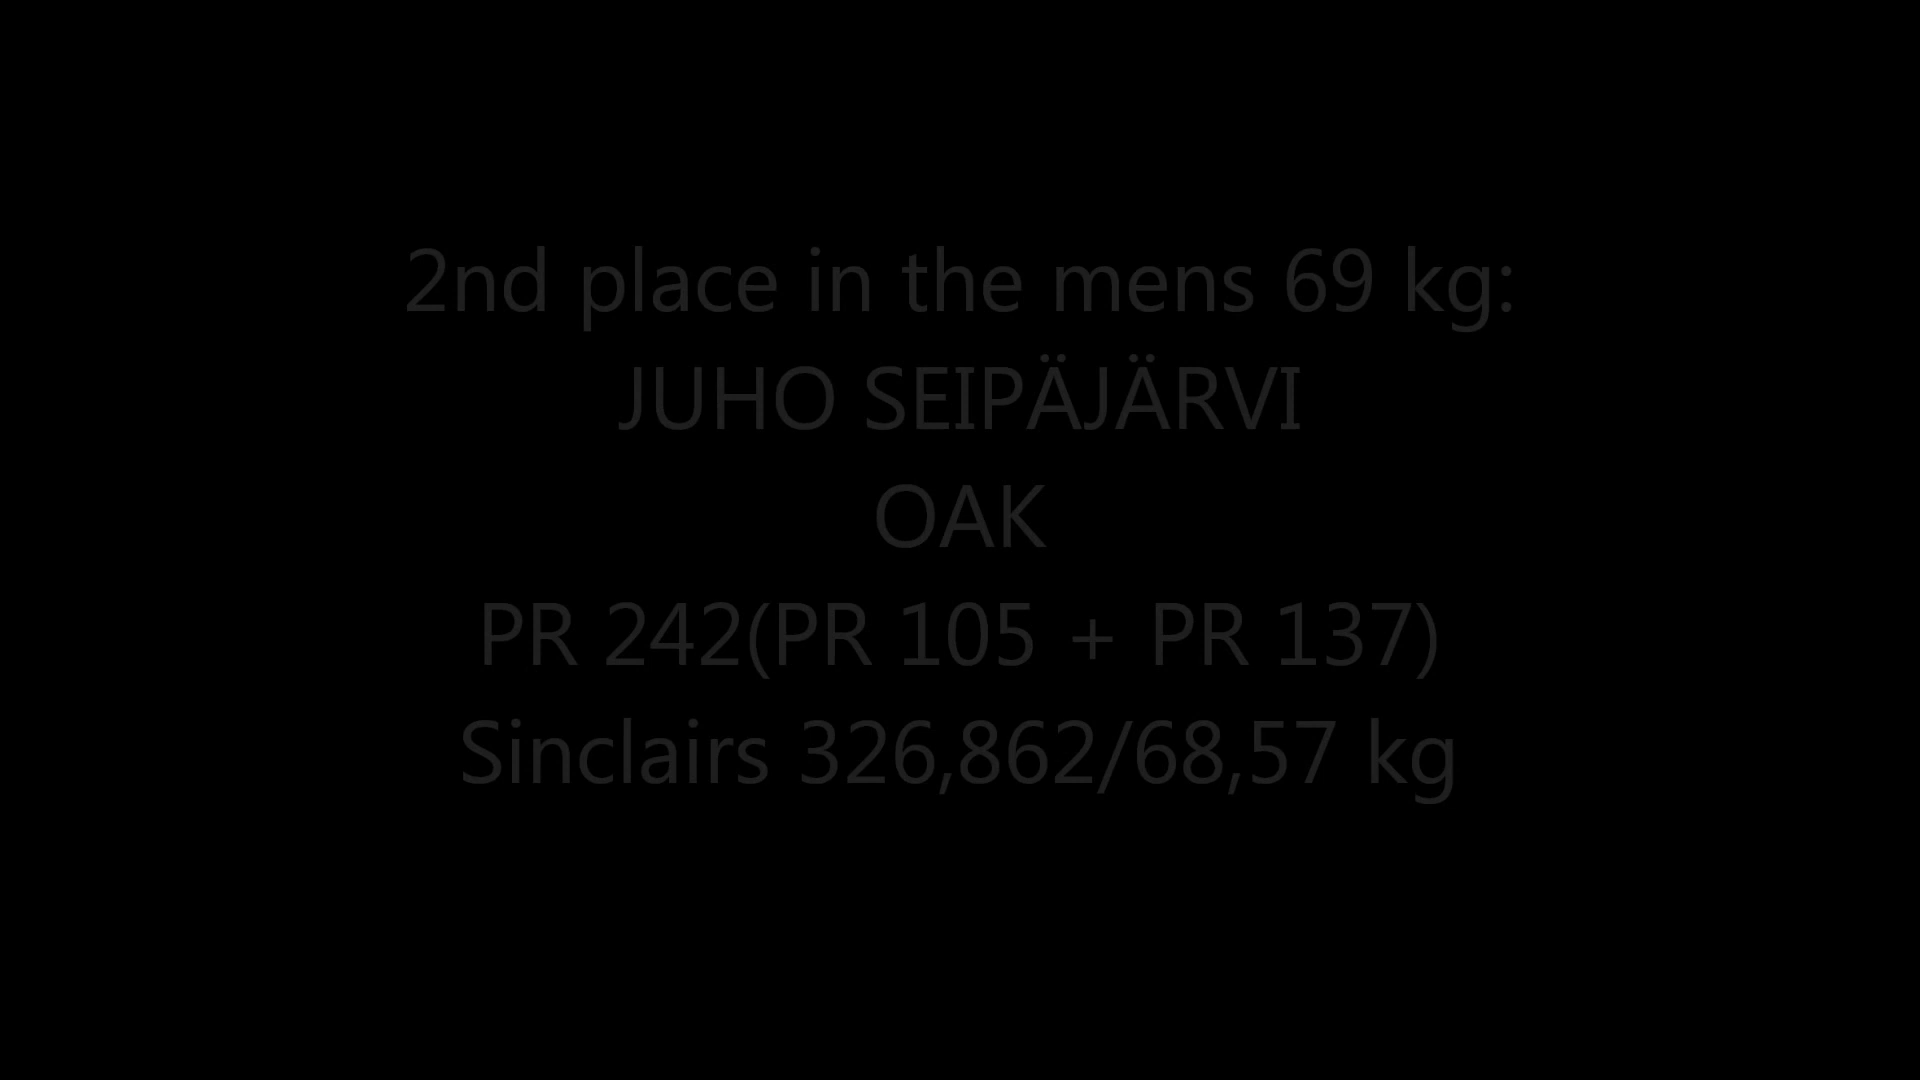 2nd place in the mens 69 kg:
JUHO SEIPÄJÄRVI
OAK
PR 242(PR 105 + PR 137)
Sinclairs 326,862/68,57 kg